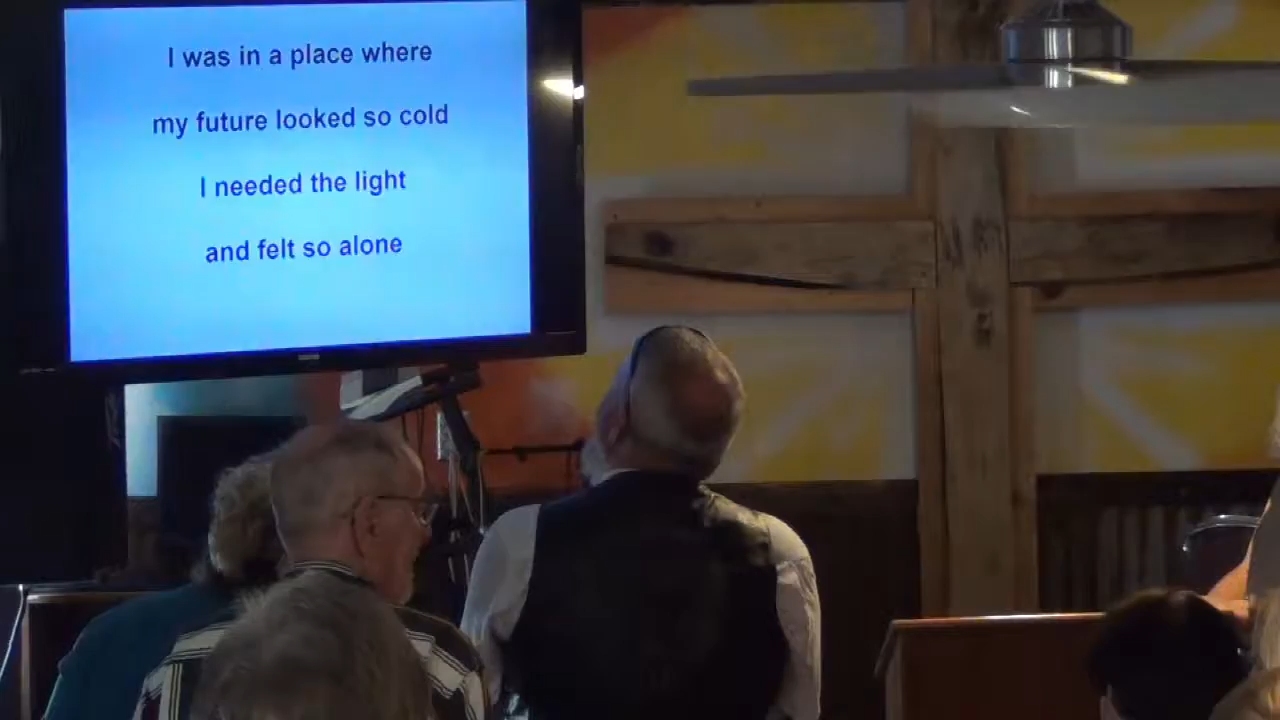 I was in a place where
my future looked so cold
I needed the light
and felt so alone